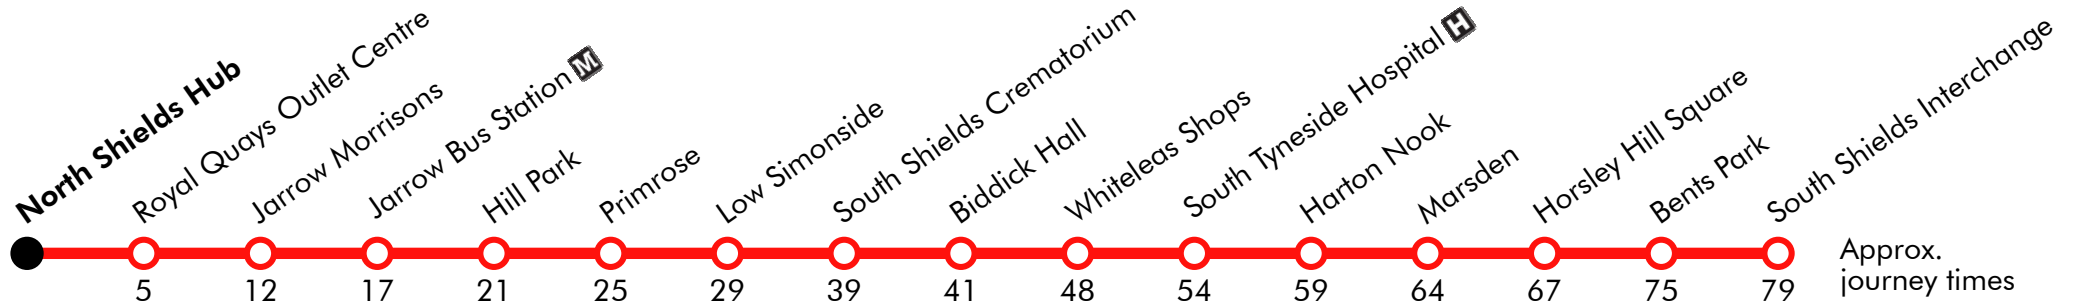 North Shields Hub
Royal Quays Outlet Centre
Jarrow Morrisons
Jarrow Bus Station M
Hill Park
Primrose
Low Simonside
South Shields Crematorium
Biddick Hall
Whiteleas Shops
South Tyneside Hospital H
Harton Nook
Marsden
Horsley Hill Square
Bents Park
South Shields Interchange
5 12 17 21 25 29 39 41 48 54 59 64 67 75 79
Approx.
journey times